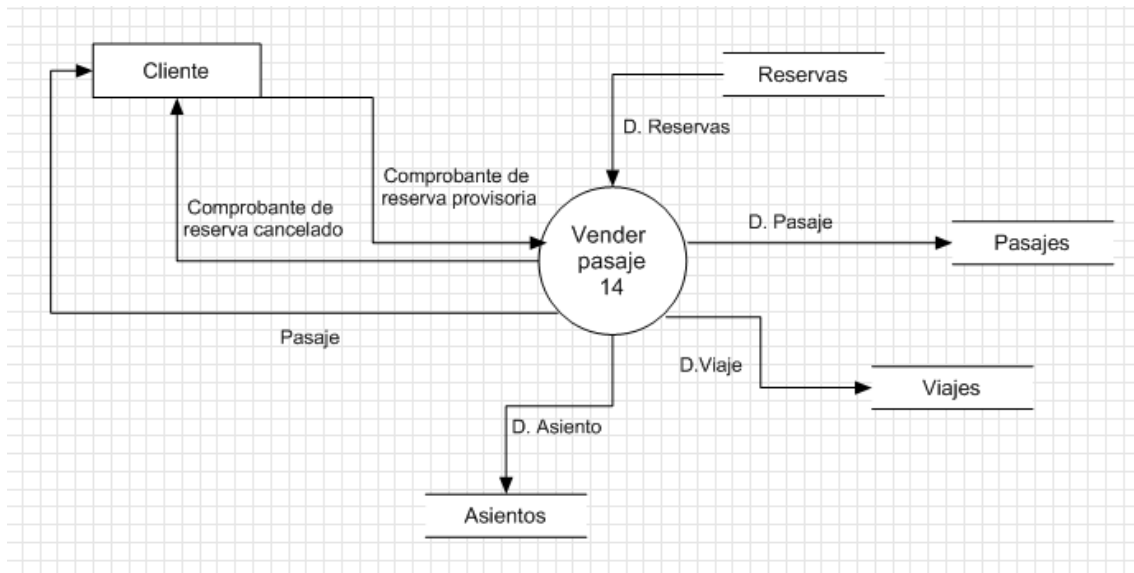 Cliente
Reservas
D. Reservas
Comprobante de
reserva provisoria
Comprobante de
reserva cancelado
Vender
pasaje
14
D. Pasaje
Pasajes
Pasaje
D.Viaje
Viajes
D. Asiento
Asientos